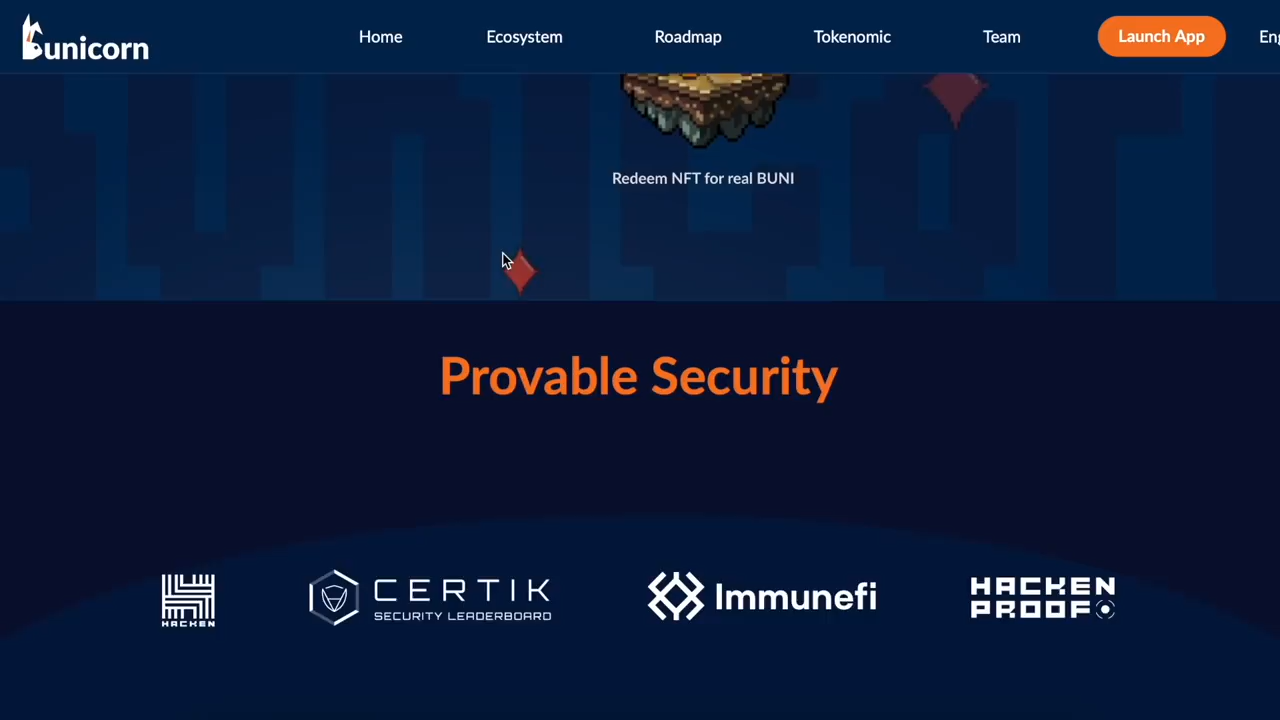 Bunicorn
Home
Ecosystem
Roadmap
Tokenomic
Team
Launch App
Eng
Redeem NFT for real BUNI
Provable Security
HACKEN
CERTIK
SECURITY LEADERBOARD
Immunefi
HACKEN
PROOF